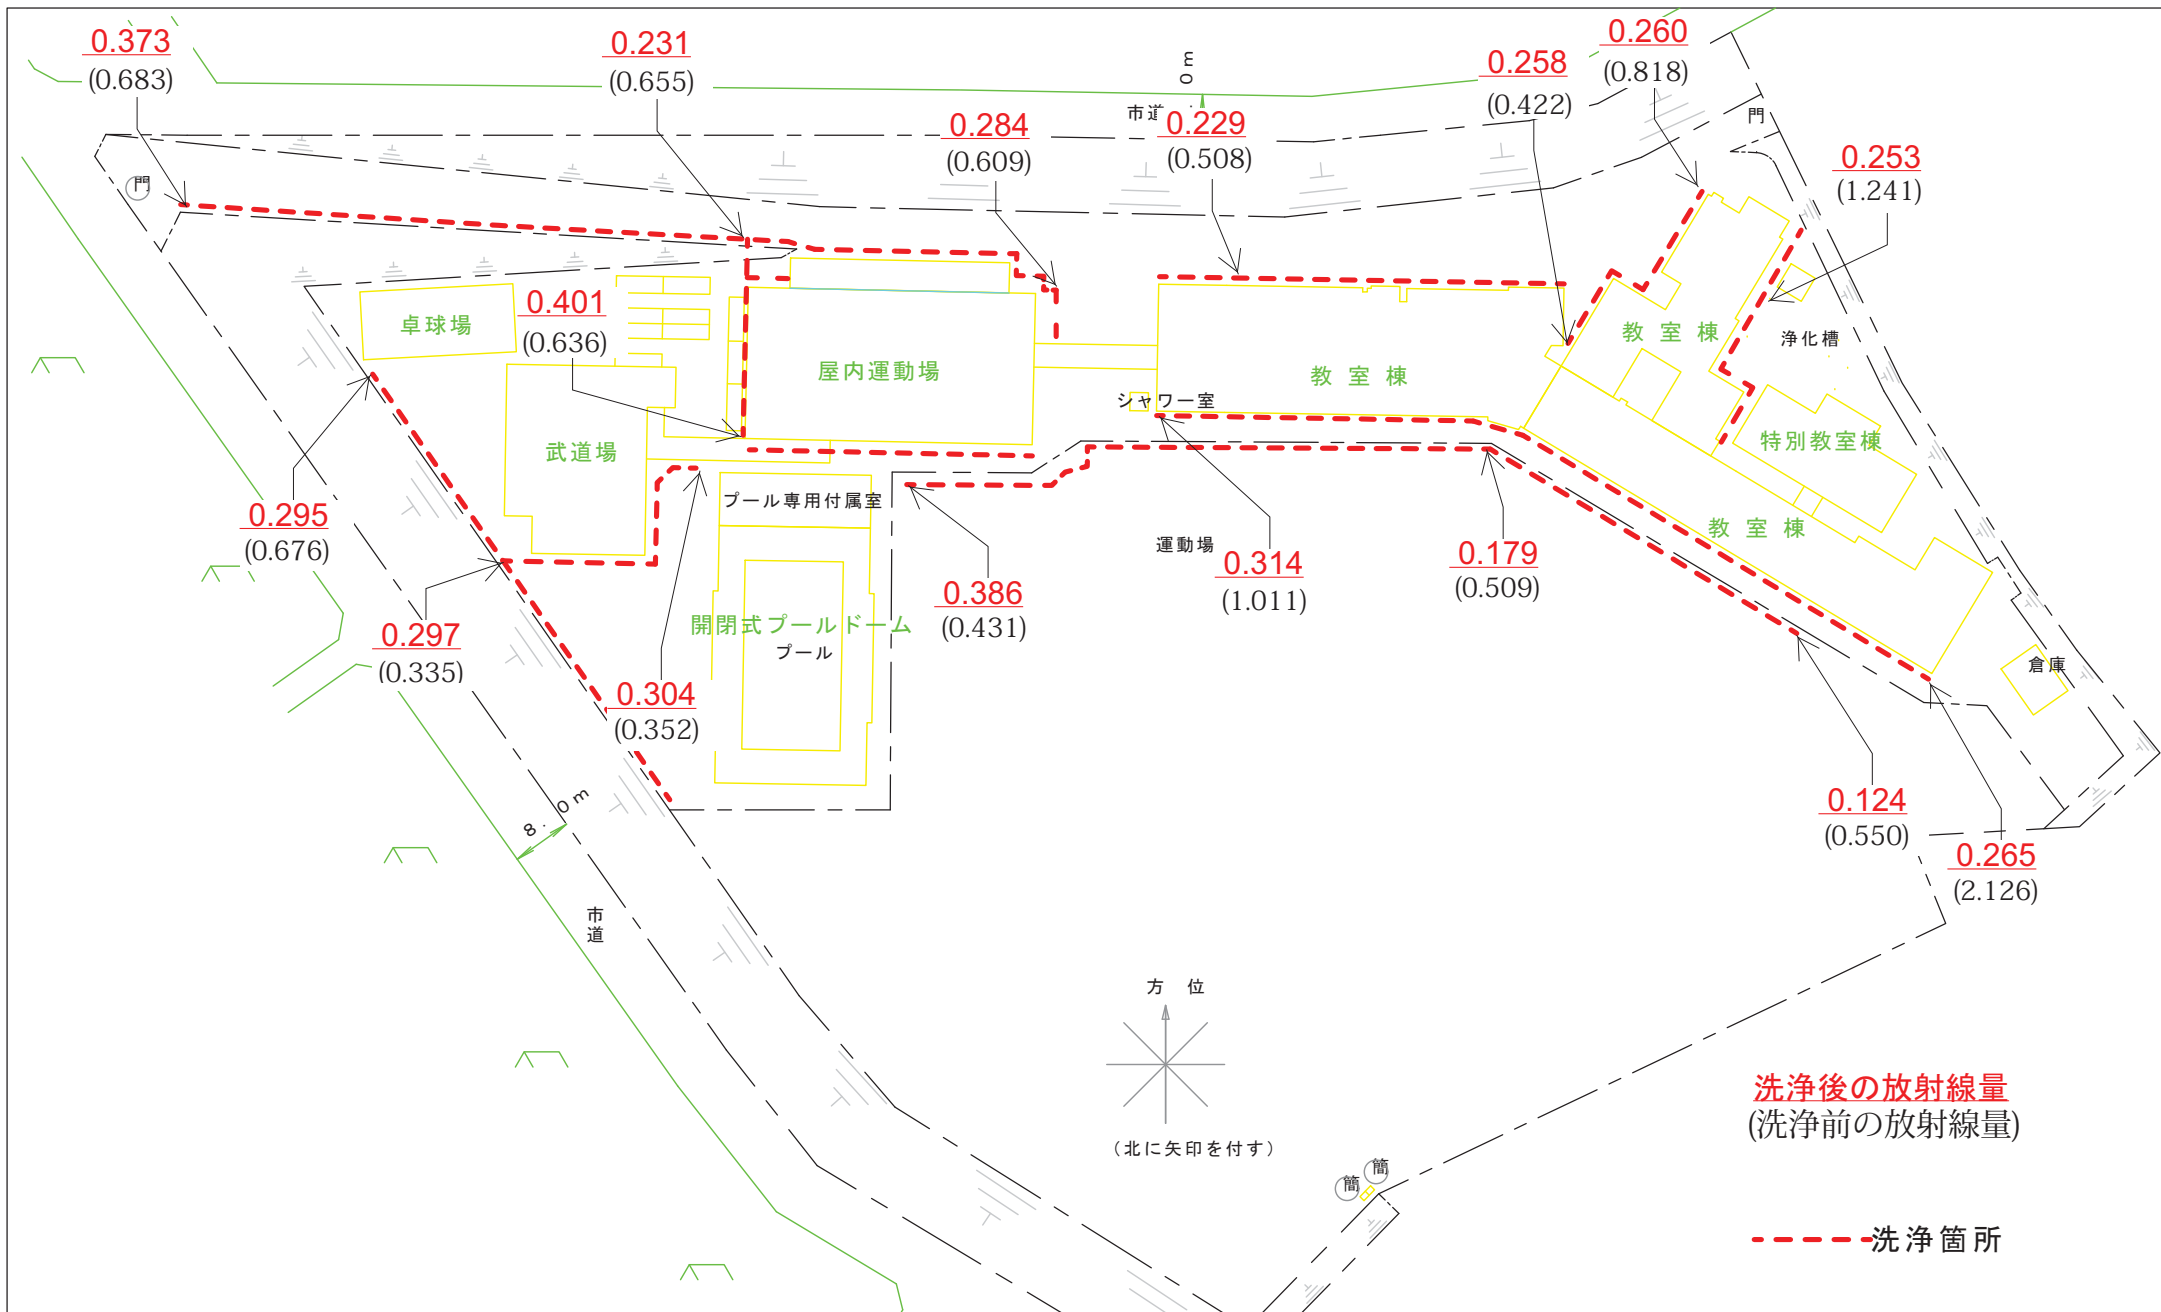 0.373
(0.683)
0.231
(0.655)
0.284
(0.609)
市道
0m
0.229
(0.508)
0.258
(0.422)
0.260
(0.818)
門
0.253
(1.241)
門
卓球場
0.401
(0.636)
屋内運動場
シャワー室
教室棟
教室棟
浄化槽
特別教室棟
教室棟
武道場
プール専用付属室
運動場
0.295
(0.676)
0.297
(0.335)
0.304
(0.352)
開閉式プールドーム
プール
0.386
(0.431)
0.314
(1.011)
0.179
(0.509)
倉庫
0.124
(0.550)
0.265
(2.126)
8.0m
市道
方位
(北に矢印を付す)
簡
簡
洗浄後の放射線量
(洗浄前の放射線量)
洗浄箇所